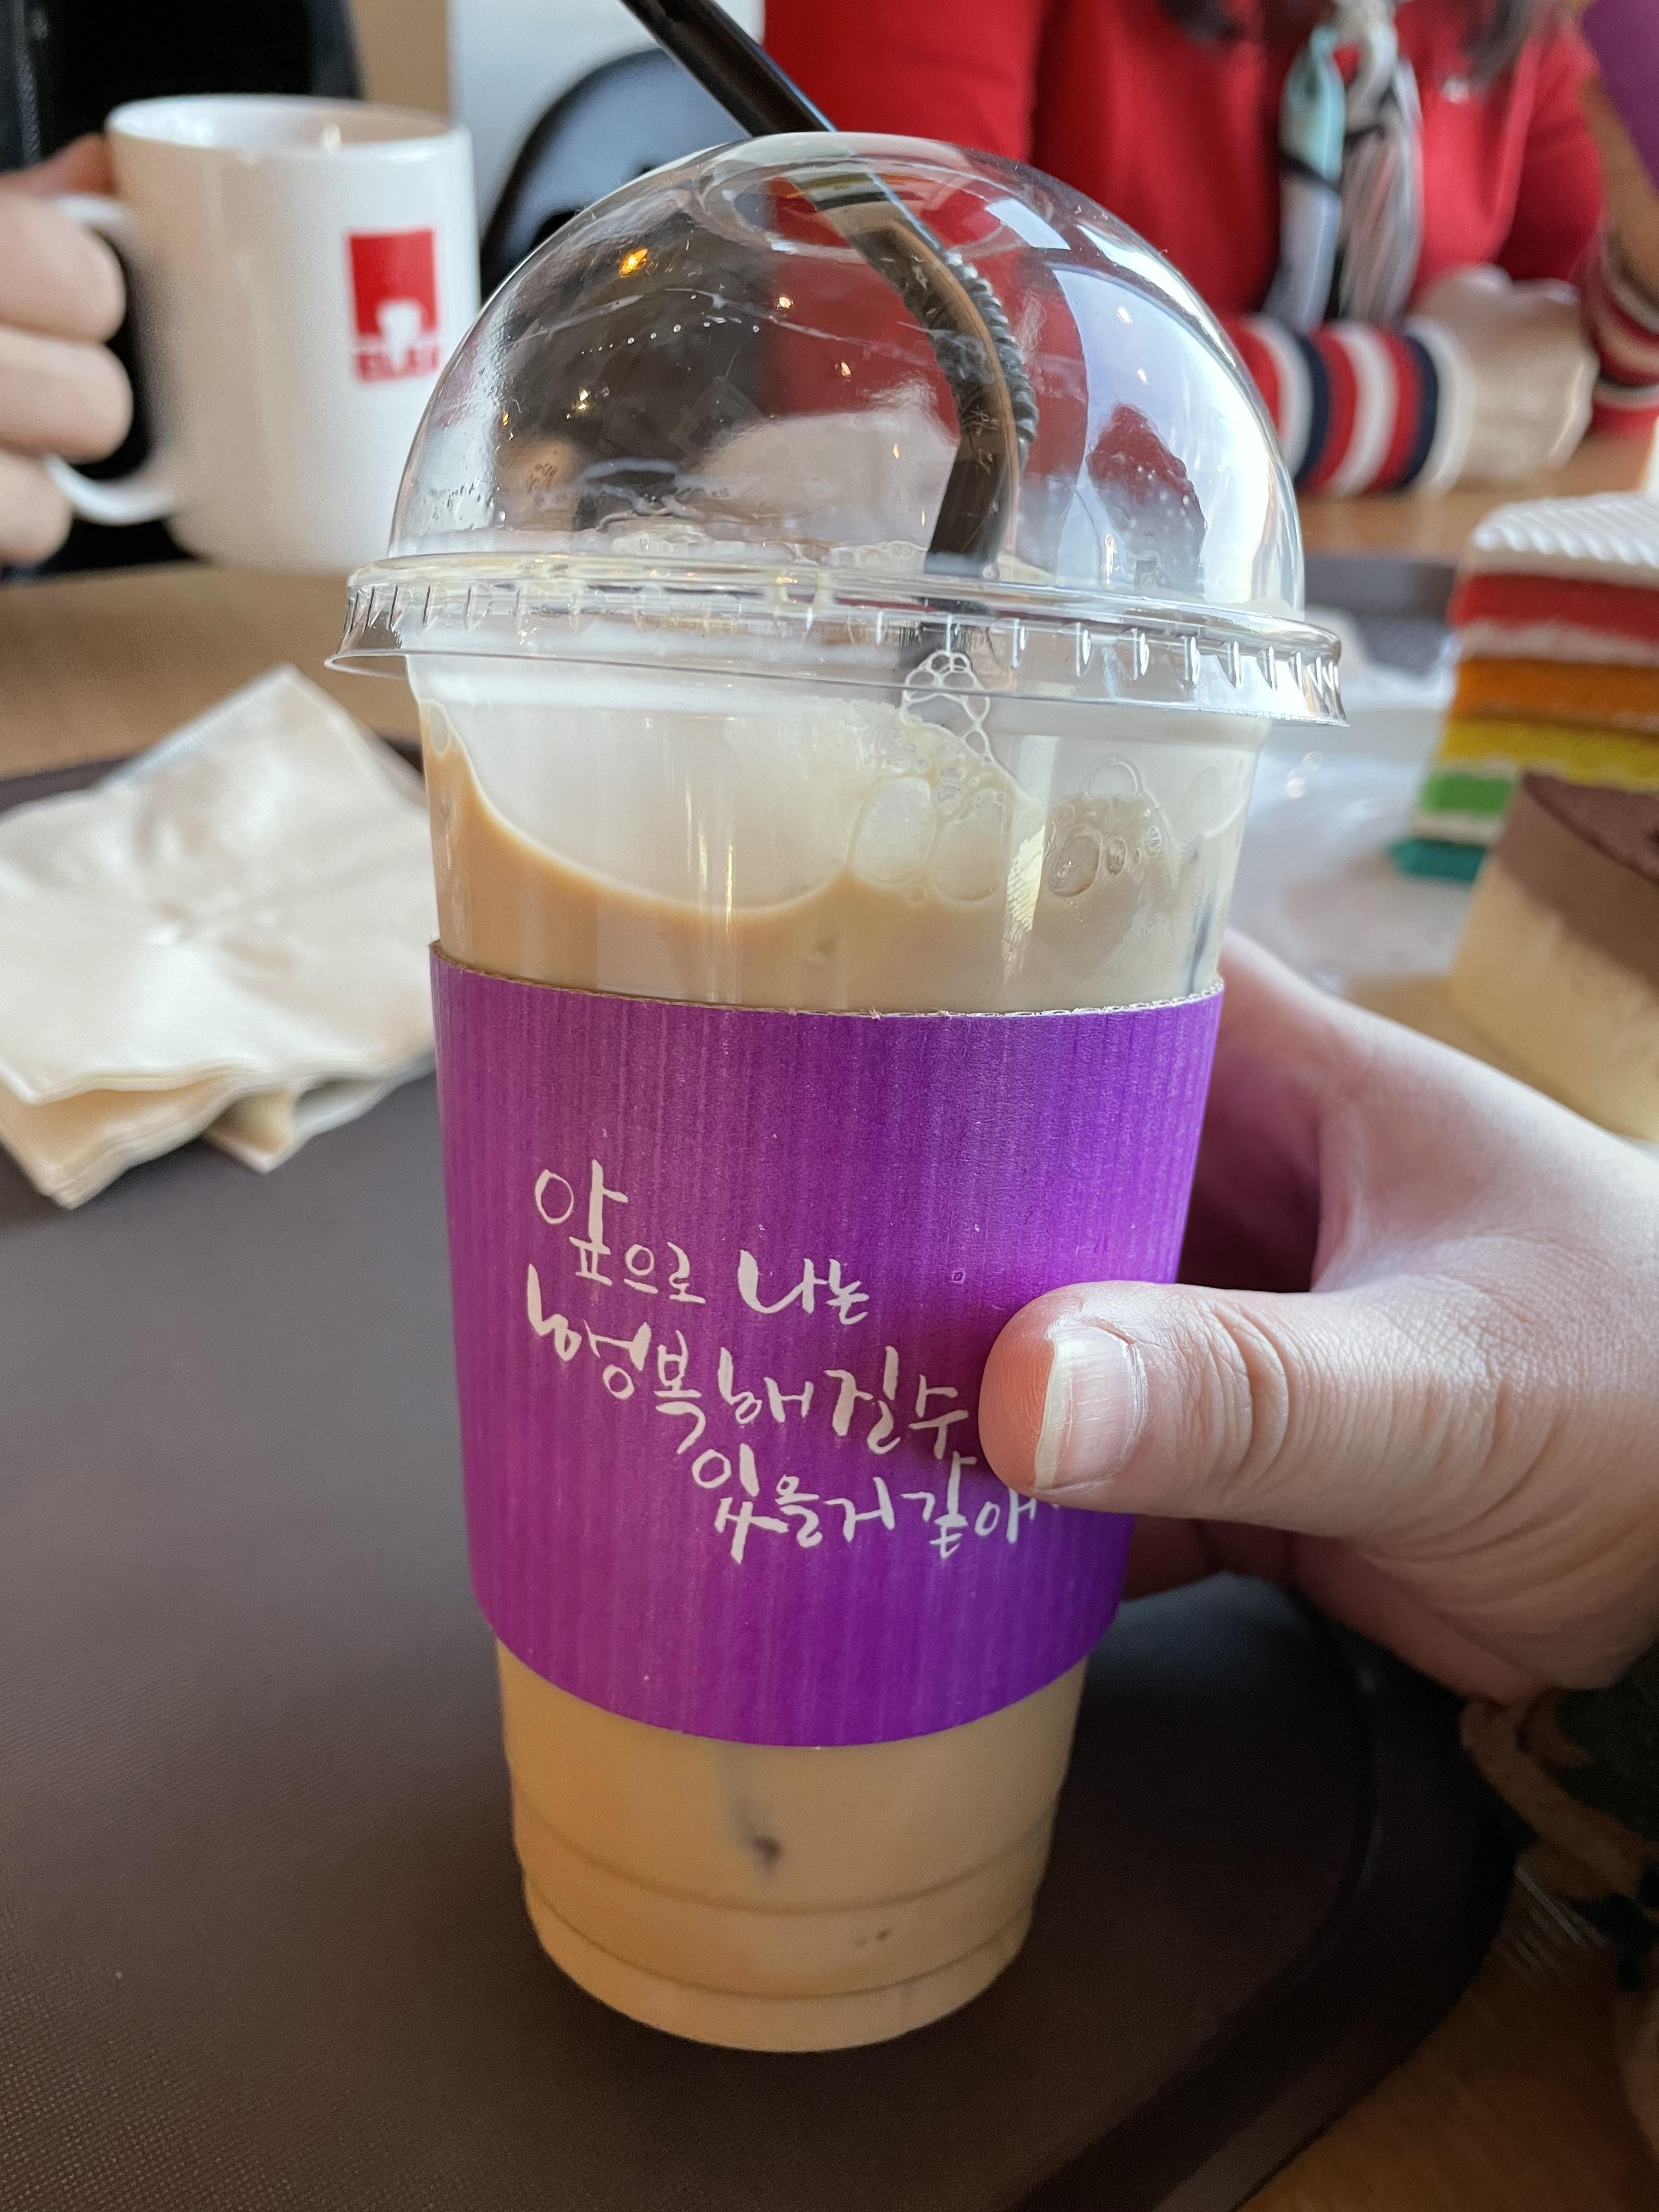 앞으로 나는
행복해질수
있을거 같아